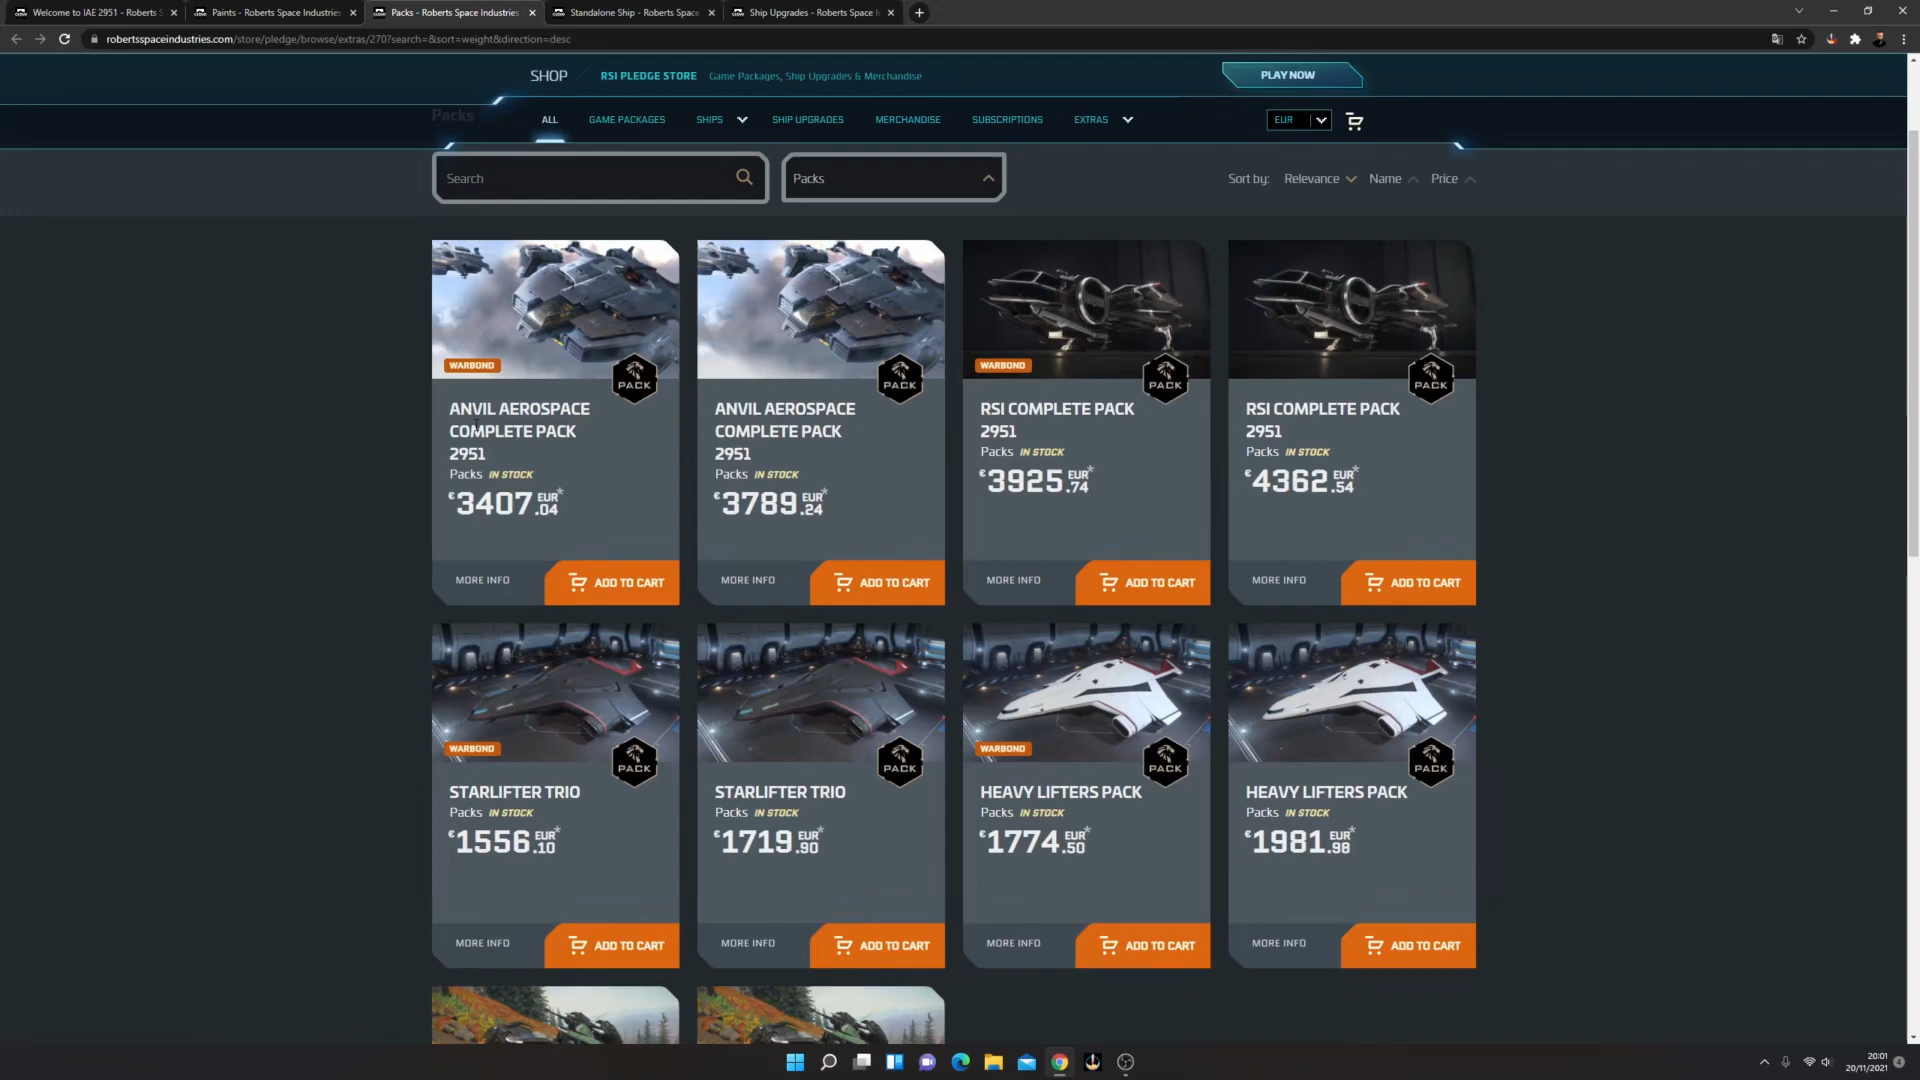 Welcome to IAE 2951 - Roberts S
Paints - Roberts Space Industries
Packs - Roberts Space Industries
Standalone Ship - Roberts Space
Ship Upgrades - Roberts Space I
robertsspaceindustries.com/store/pledge/browse/extras/270?search=&sort=weight&direction=desc
SHOP
RSI PLEDGE STORE
Game Packages, Ship Upgrades & Merchandise
PLAY NOW
Packs
ALL
GAME PACKAGES
SHIPS
SHIP UPGRADES
MERCHANDISE
SUBSCRIPTIONS
EXTRAS
EUR
Search
Packs
Sort by:
Relevance
Name
Price
WARBOND
PACK
ANVIL AEROSPACE
COMPLETE PACK
2951
Packs IN STOCK
€3407.04 EUR*
MORE INFO
ADD TO CART
PACK
ANVIL AEROSPACE
COMPLETE PACK
2951
Packs IN STOCK
€3789.24 EUR*
MORE INFO
ADD TO CART
WARBOND
PACK
RSI COMPLETE PACK
2951
Packs IN STOCK
€3925.74 EUR*
MORE INFO
ADD TO CART
PACK
RSI COMPLETE PACK
2951
Packs IN STOCK
€4362.54 EUR*
MORE INFO
ADD TO CART
WARBOND
PACK
STARLIFTER TRIO
Packs IN STOCK
€1556.10 EUR*
MORE INFO
ADD TO CART
PACK
STARLIFTER TRIO
Packs IN STOCK
€1719.90 EUR*
MORE INFO
ADD TO CART
WARBOND
PACK
HEAVY LIFTERS PACK
Packs IN STOCK
€1774.50 EUR*
MORE INFO
ADD TO CART
PACK
HEAVY LIFTERS PACK
Packs IN STOCK
€1981.98 EUR*
MORE INFO
ADD TO CART
20:01
20/11/2021
4